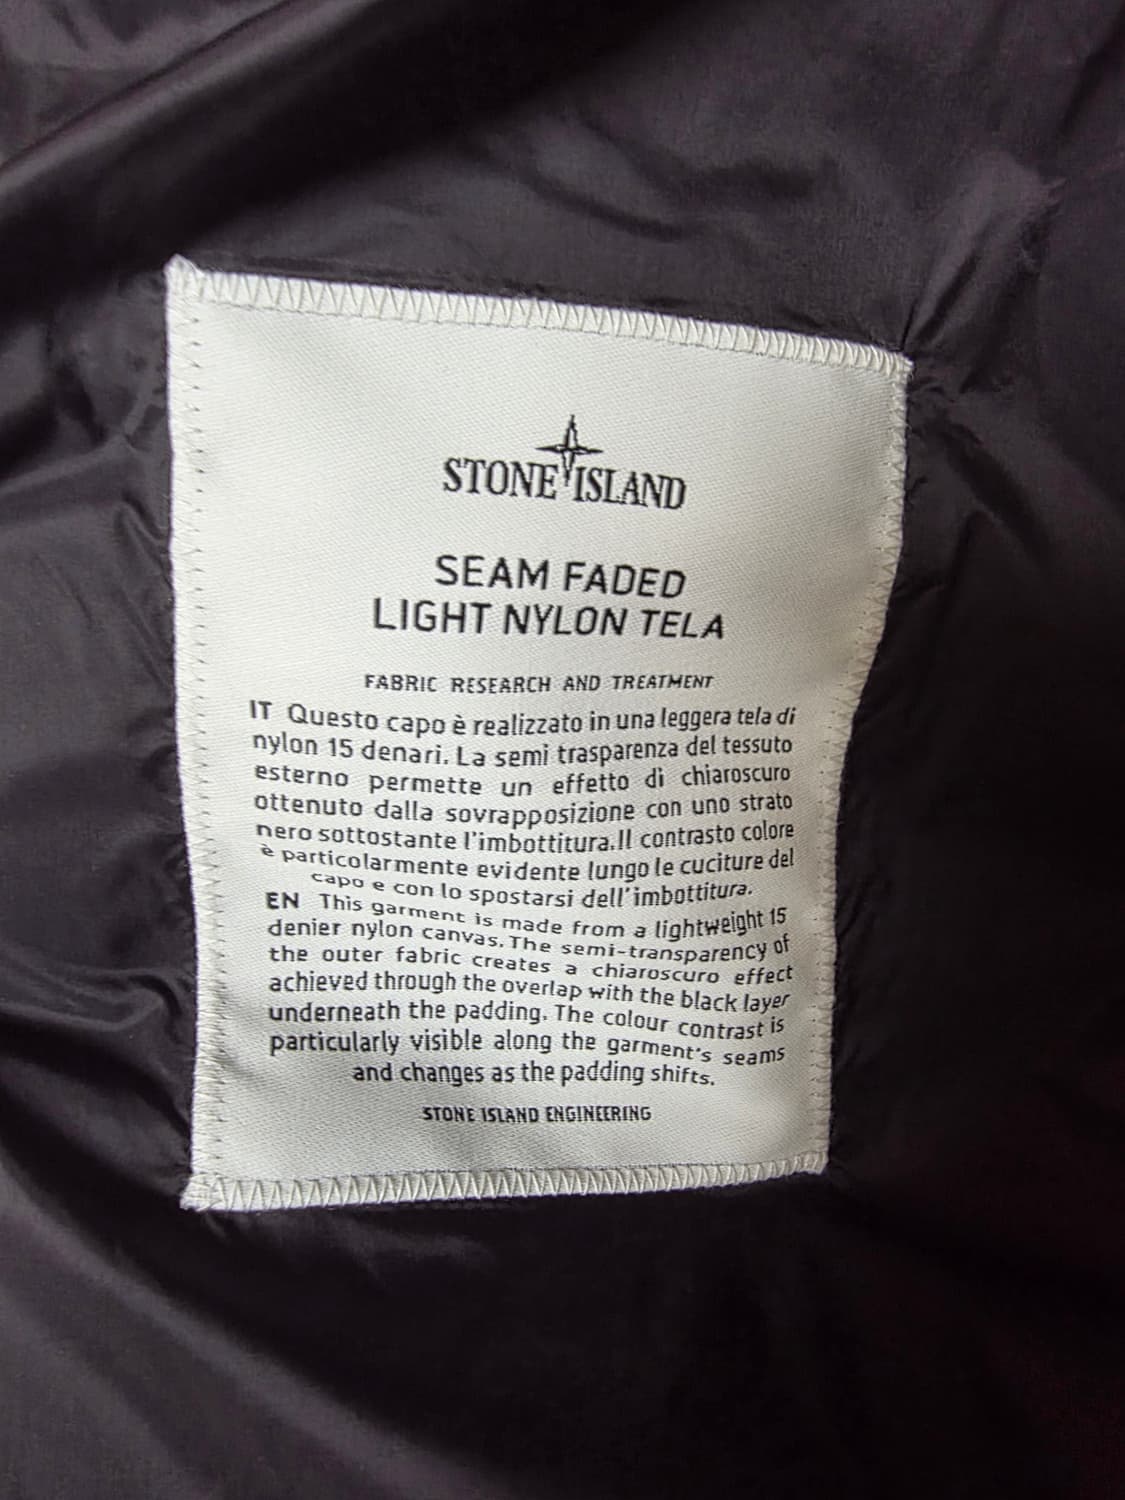 STONE ISLAND
SEAM FADED
LIGHT NYLON TELA
FABRIC RESEARCH AND TREATMENT
IT Questo capo è realizzato in una leggera tela di
nylon 15 denari. La semi trasparenza del tessuto
esterno permette un effetto di chiaroscuro
ottenuto dalla sovrapposizione con uno strato
nero sottostante l'imbottitura.Il contrasto colore
è particolarmente evidente lungo le cuciture del
capo e con lo spostarsi dell'imbottitura.
EN This garment is made from a lightweight 15
denier nylon canvas. The semi-transparency of
the outer fabric creates a chiaroscuro effect
achieved through the overlap with the black layer
underneath the padding. The colour contrast is
particularly visible along the garment's seams
and changes as the padding shifts.
STONE ISLAND ENGINEERING